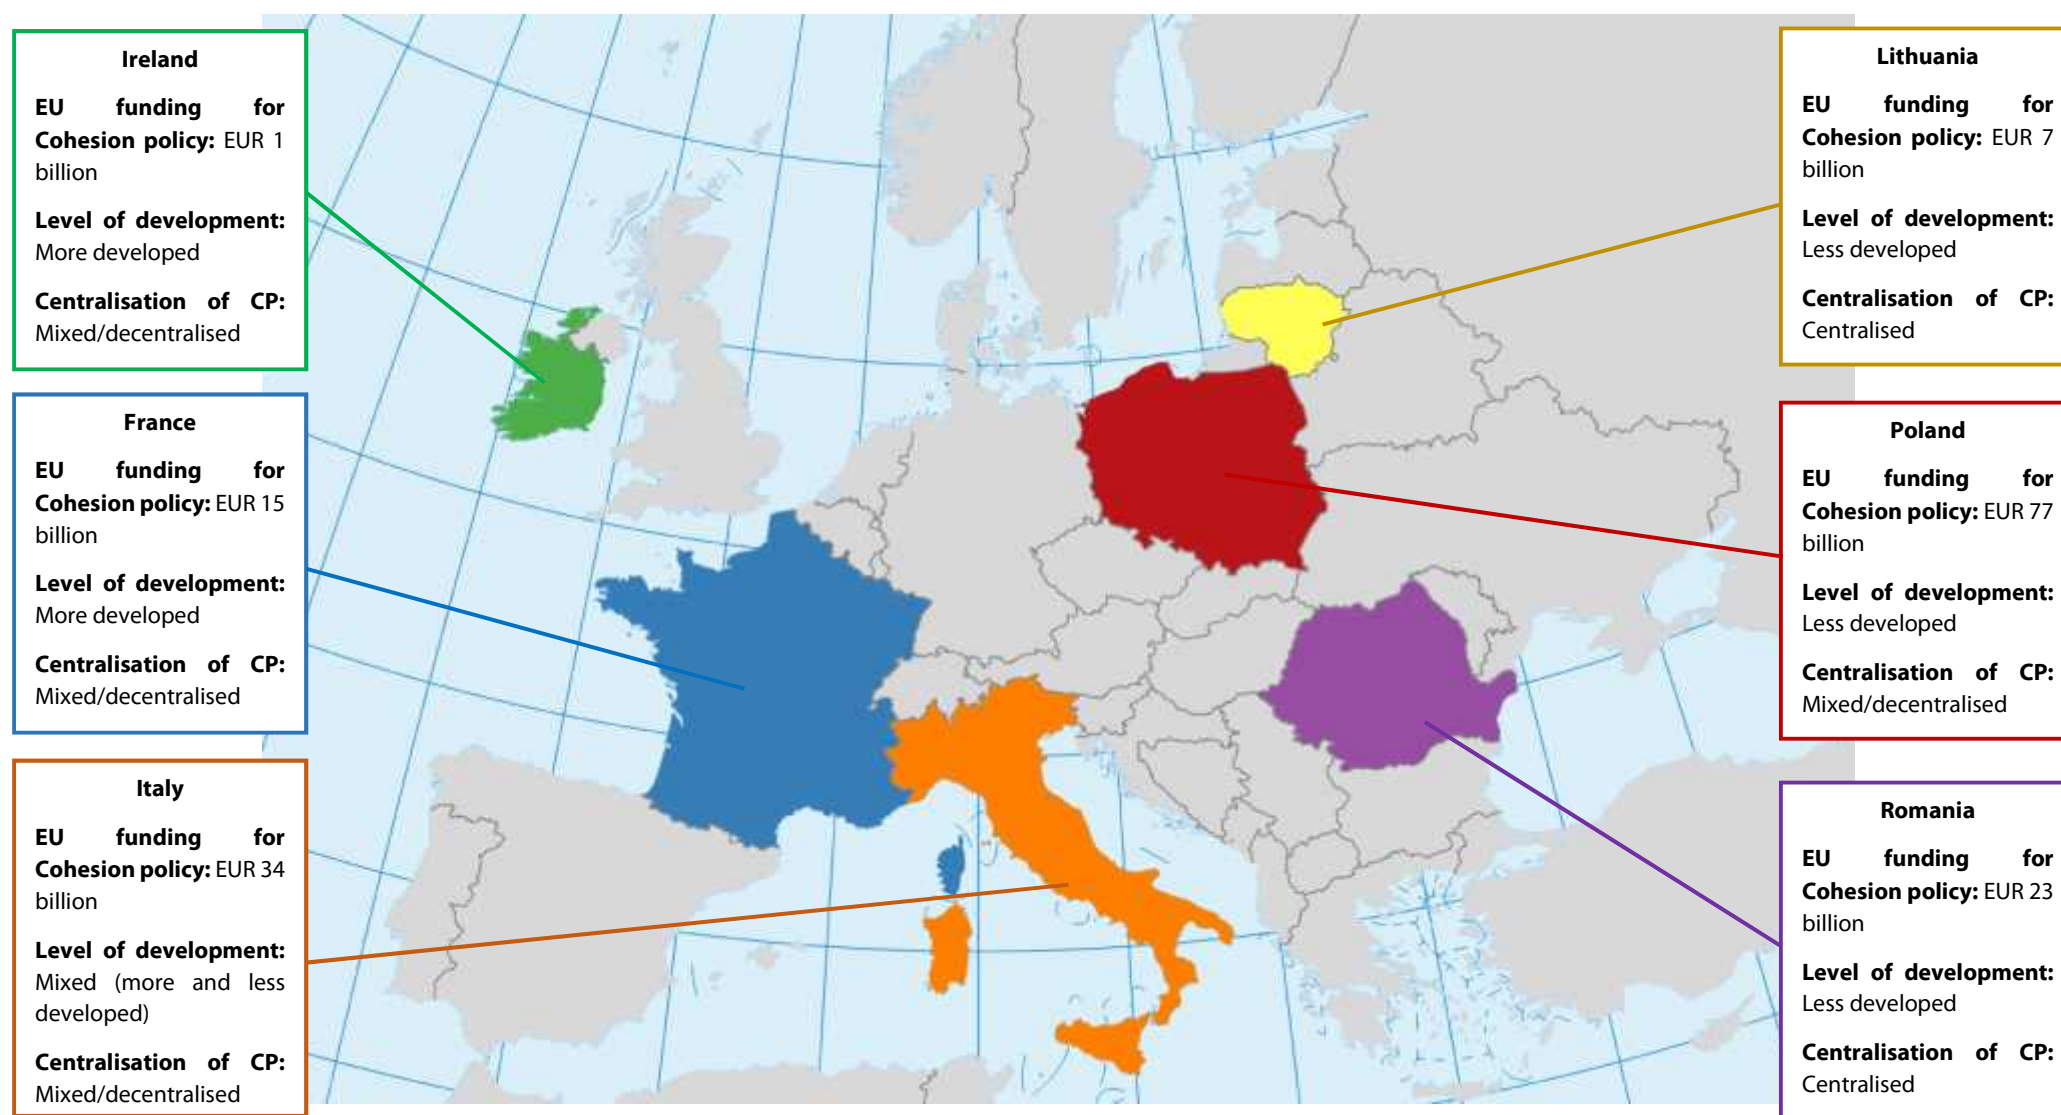 Ireland
EU funding for
Cohesion policy: EUR 1
billion
Level of development:
More developed
Centralisation of CP:
Mixed/decentralised
France
EU funding for
Cohesion policy: EUR 15
billion
Level of development:
More developed
Centralisation of CP:
Mixed/decentralised
Italy
EU funding for
Cohesion policy: EUR 34
billion
Level of development:
Mixed (more and less
developed)
Centralisation of CP:
Mixed/decentralised
Lithuania
EU funding for
Cohesion policy: EUR 7
billion
Level of development:
Less developed
Centralisation of CP:
Centralised
Poland
EU funding for
Cohesion policy: EUR 77
billion
Level of development:
Less developed
Centralisation of CP:
Mixed/decentralised
Romania
EU funding for
Cohesion policy: EUR 23
billion
Level of development:
Less developed
Centralisation of CP:
Centralised